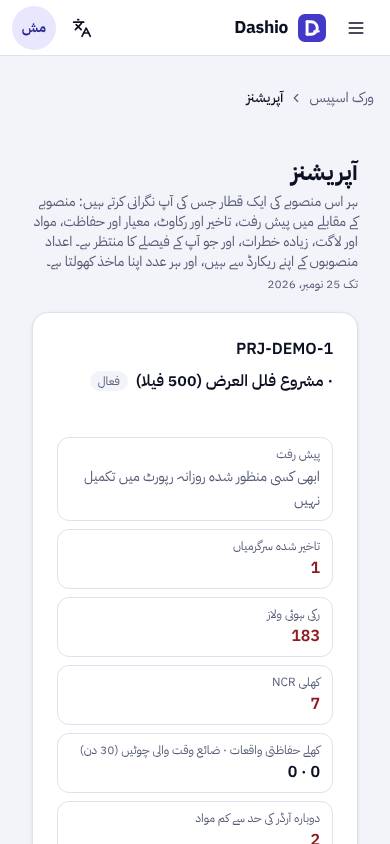 Dashio
مش
ورک اسپیس › آپریشنز
آپریشنز
ہر اس منصوبے کی ایک قطار جس کی آپ نگرانی کرتے ہیں: منصوبے
کے مقابلے میں پیش رفت، تاخیر اور رکاوٹ، معیار اور حفاظت، مواد
اور لاگت، زیادہ خطرات، اور جو آپ کے فیصلے کا منتظر ہے۔ اعداد
منصوبوں کے اپنے ریکارڈ سے ہیں، اور ہر عدد اپنا ماخذ کھولتا ہے۔
تک 25 نومبر، 2026
PRJ-DEMO-1
· مشروع فلل العرض (500 فيلا) فعال
پیش رفت
ابھی کسی منظور شدہ روزانہ رپورٹ میں تکمیل
نہیں
تاخیر شدہ سرگرمیاں
1
رکی ہوئی ولاز
183
کھلی NCR
7
کھلے حفاظتی واقعات · ضائع وقت والی چوٹیں (30 دن)
0 · 0
دوبارہ آرڈر کی حد سے کم مواد
2